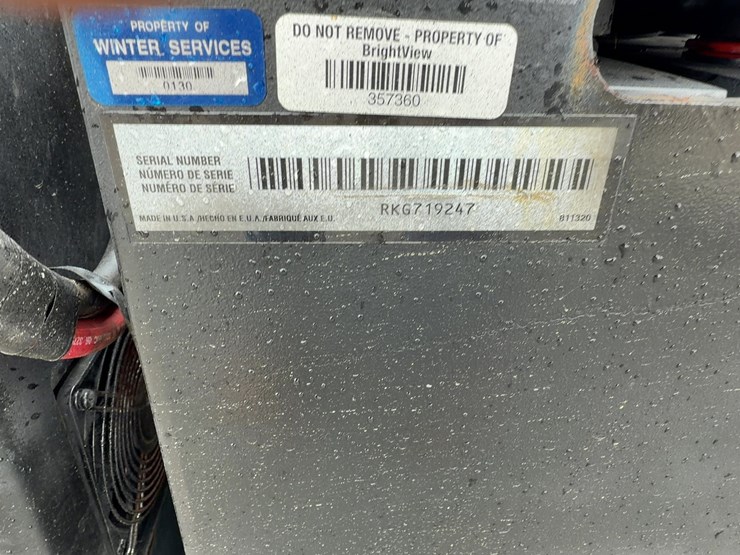 PROPERTY OF
WINTER SERVICES
0130
DO NOT REMOVE - PROPERTY OF
BrightView
357360
SERIAL NUMBER
NÚMERO DE SERIE
NUMÉRO DE SÉRIE
RKG719247
MADE IN U.S.A./HECHO EN E.U.A./FABRIQUÉ AUX É.U.
811320